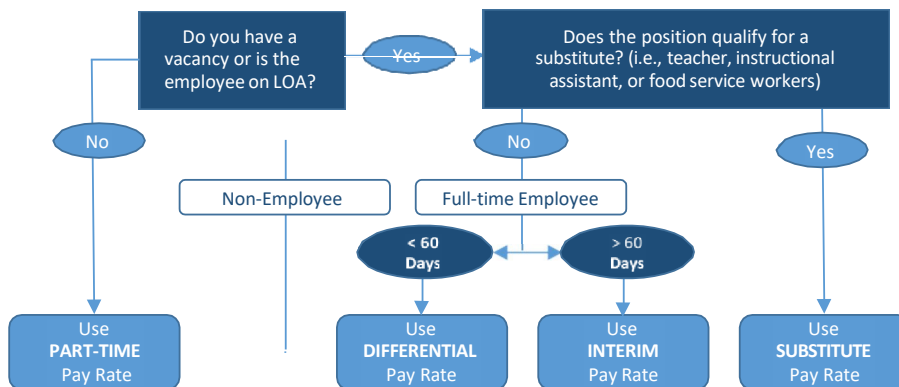 Do you have a
vacancy or is the
employee on LOA?
Yes
Does the position qualify for a
substitute? (i.e., teacher, instructional
assistant, or food service workers)
No
No
Yes
Non-Employee
Full-time Employee
< 60
Days
> 60
Days
Use
PART-TIME
Pay Rate
Use
DIFFERENTIAL
Pay Rate
Use
INTERIM
Pay Rate
Use
SUBSTITUTE
Pay Rate